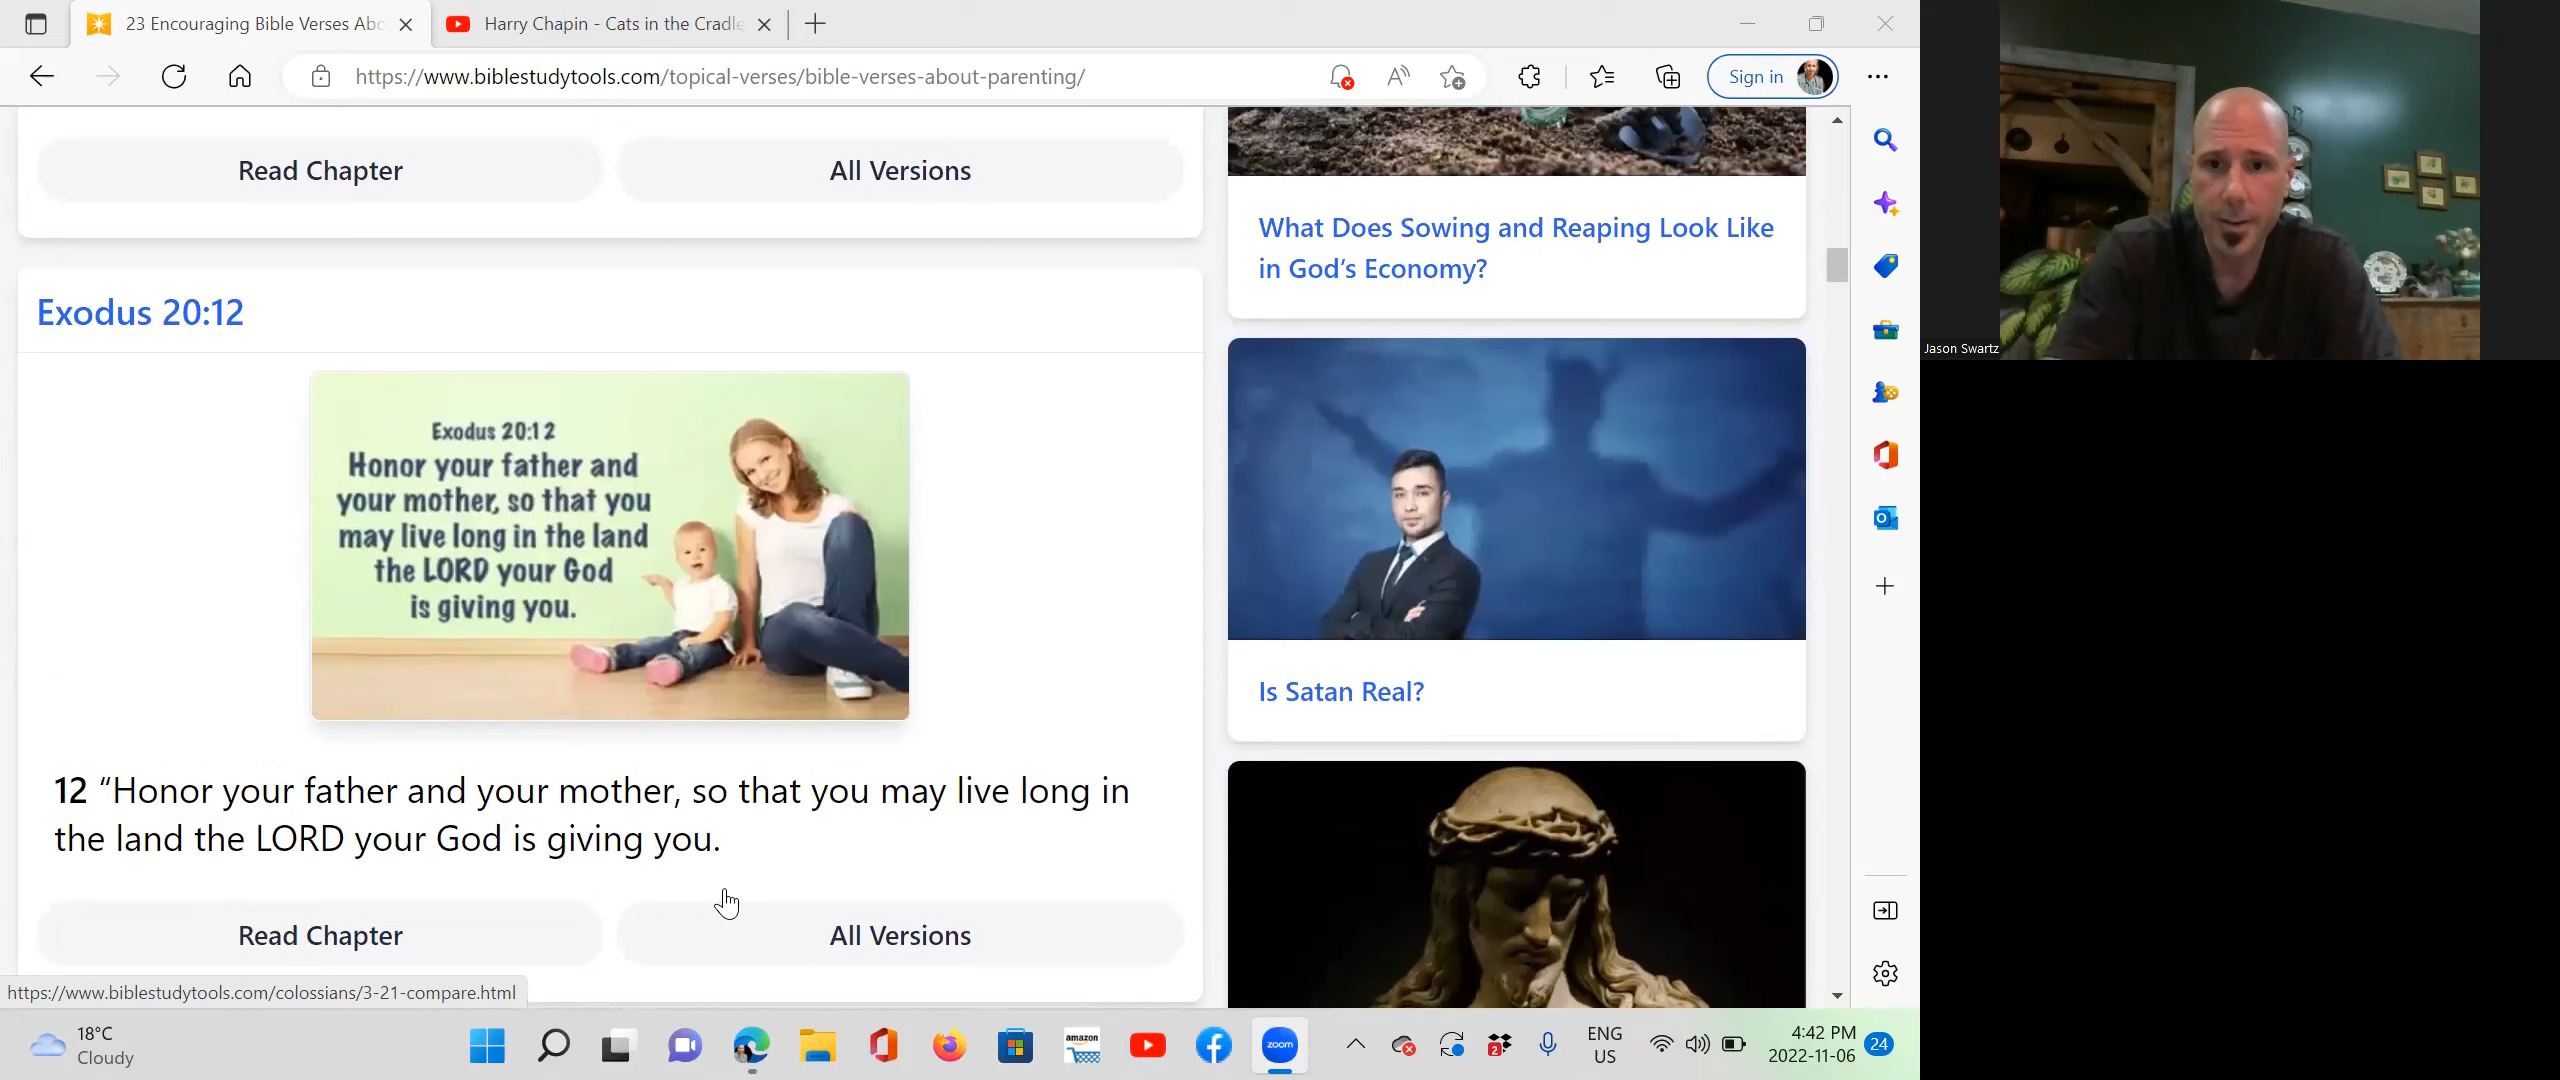 23 Encouraging Bible Verses Abo
Harry Chapin - Cats in the Cradle
https://www.biblestudytools.com/topical-verses/bible-verses-about-parenting/
Sign in
Read Chapter
All Versions
Exodus 20:12
Exodus 20:12
Honor your father and
your mother, so that you
may live long in the land
the LORD your God
is giving you.
12 “Honor your father and your mother, so that you may live long in
the land the LORD your God is giving you.
Read Chapter
All Versions
https://www.biblestudytools.com/colossians/3-21-compare.html
What Does Sowing and Reaping Look Like
in God’s Economy?
Is Satan Real?
Jason Swartz
18°C
Cloudy
amazon
zoom
2
ENG
US
4:42 PM
2022-11-06
24